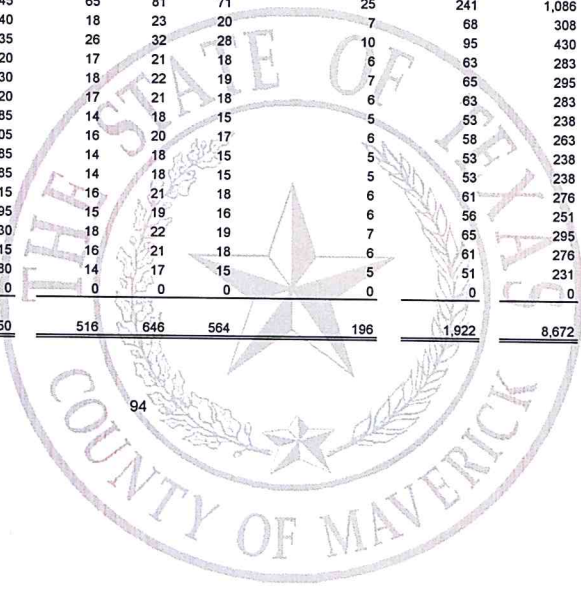 45 65 81 71 25 241 1,086
40 18 23 20 7 68 308
35 26 32 28 10 95 430
20 17 21 18 6 63 283
30 18 22 19 7 65 295
20 17 21 18 6 63 283
85 14 18 15 5 53 238
05 16 20 17 6 58 263
85 14 18 15 5 53 238
85 14 18 15 5 53 238
15 16 21 18 6 61 276
95 15 19 16 6 56 251
30 18 22 19 7 65 295
15 16 21 18 6 61 276
80 14 17 15 5 51 231
0 0 0 0 0 0 0
50 516 646 564 196 1,922 8,672
94
THE STATE OF TEXAS
COUNTY OF MAVERICK